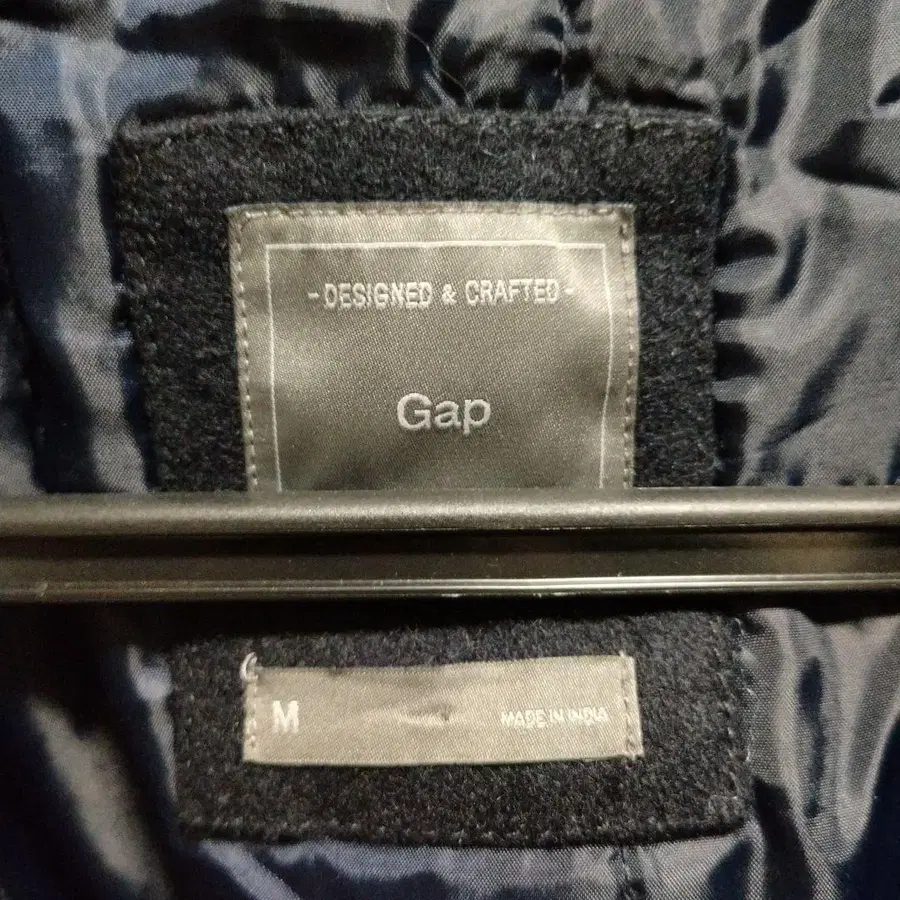 - DESIGNED & CRAFTED -
Gap
M
MADE IN INDIA